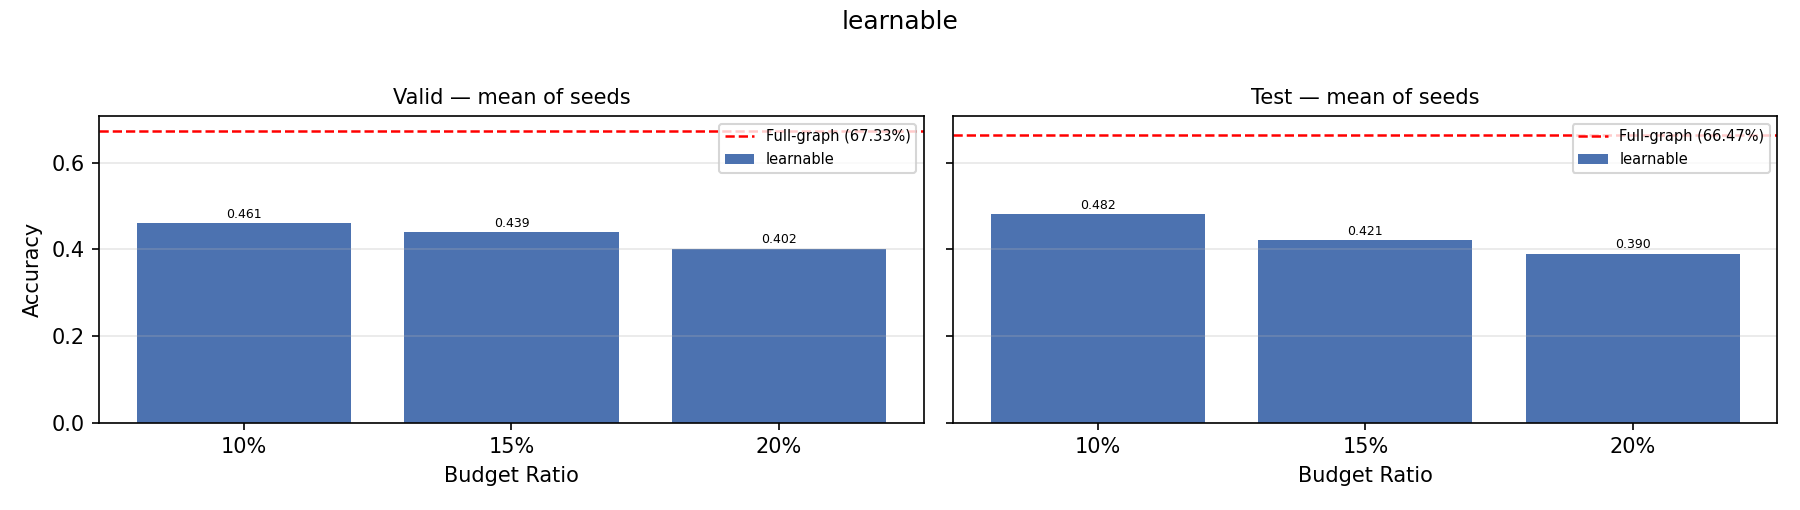 learnable
Valid — mean of seeds
Full-graph (67.33%)
learnable
Accuracy
0.6
0.4
0.2
0.0
0.461
0.439
0.402
10%
15%
20%
Budget Ratio
Test — mean of seeds
Full-graph (66.47%)
learnable
0.482
0.421
0.390
10%
15%
20%
Budget Ratio